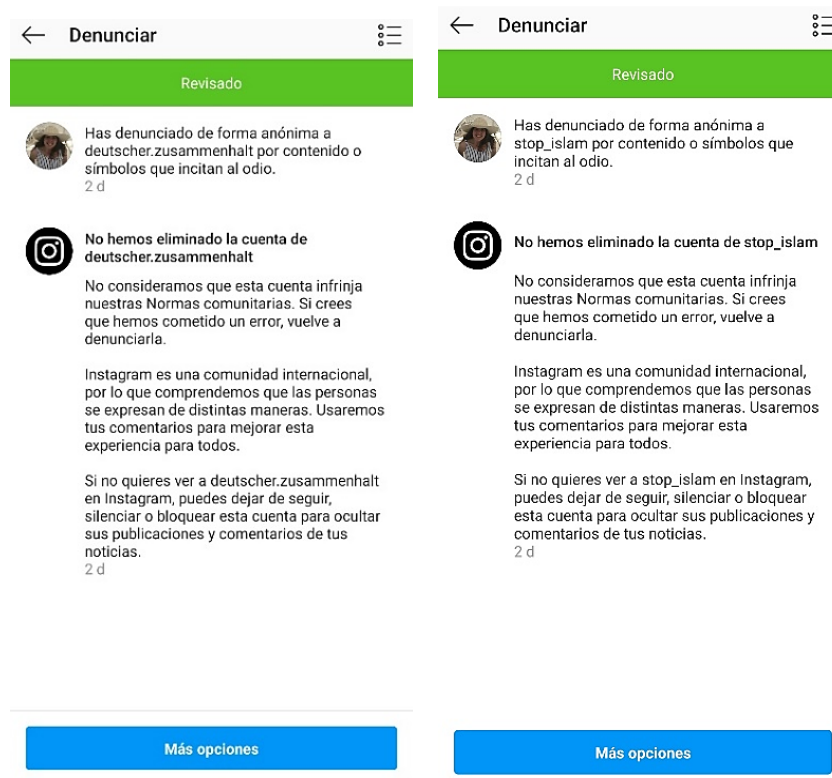 Denunciar
Revisado
Has denunciado de forma anónima a
deutscher.zusammenhalt por contenido o
símbolos que incitan al odio.
2 d
No hemos eliminado la cuenta de
deutscher.zusammenhalt
No consideramos que esta cuenta infrinja
nuestras Normas comunitarias. Si crees
que hemos cometido un error, vuelve a
denunciarla.
Instagram es una comunidad internacional,
por lo que comprendemos que las personas
se expresan de distintas maneras. Usaremos
tus comentarios para mejorar esta
experiencia para todos.
Si no quieres ver a deutscher.zusammenhalt
en Instagram, puedes dejar de seguir,
silenciar o bloquear esta cuenta para ocultar
sus publicaciones y comentarios de tus
noticias.
2 d
Más opciones
Denunciar
Revisado
Has denunciado de forma anónima a
stop_islam por contenido o símbolos que
incitan al odio.
2 d
No hemos eliminado la cuenta de stop_islam
No consideramos que esta cuenta infrinja
nuestras Normas comunitarias. Si crees
que hemos cometido un error, vuelve a
denunciarla.
Instagram es una comunidad internacional,
por lo que comprendemos que las personas
se expresan de distintas maneras. Usaremos
tus comentarios para mejorar esta
experiencia para todos.
Si no quieres ver a stop_islam en Instagram,
puedes dejar de seguir, silenciar o bloquear
esta cuenta para ocultar sus publicaciones y
comentarios de tus noticias.
2 d
Más opciones